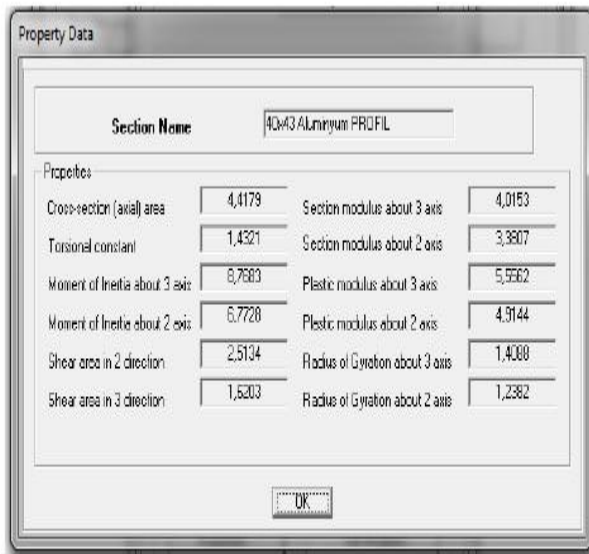 Property Data
Section Name 40x43 Aluminyum PROFIL
Properties
Cross-section (axial) area 4,4179 Section modulus about 3 axis 4,0153
Torsional constant 1,4321 Section modulus about 2 axis 3,3807
Moment of Inertia about 3 axis 8,7683 Plastic modulus about 3 axis 5,5562
Moment of Inertia about 2 axis 6,7728 Plastic modulus about 2 axis 4,9144
Shear area in 2 direction 2,5134 Radius of Gyration about 3 axis 1,4088
Shear area in 3 direction Radius of Gyration about 2 axis 1,2382
OK